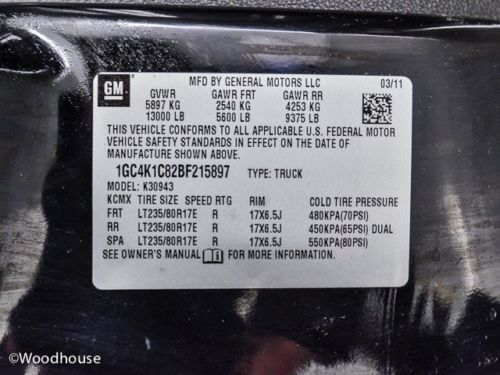 GM
MFD BY GENERAL MOTORS LLC 03/11
GVWR GAWR FRT GAWR RR
5897 KG 2540 KG 4253 KG
13000 LB 5600 LB 9375 LB
THIS VEHICLE CONFORMS TO ALL APPLICABLE U.S. FEDERAL MOTOR
VEHICLE SAFETY STANDARDS IN EFFECT ON THE DATE OF
MANUFACTURE SHOWN ABOVE.
1GC4K1C82BF215897 TYPE: TRUCK
MODEL: K30943
KCMX TIRE SIZE SPEED RTG RIM COLD TIRE PRESSURE
FRT LT235/80R17E R 17X6.5J 480KPA(70PSI)
RR LT235/80R17E R 17X6.5J 450KPA(65PSI) DUAL
SPA LT235/80R17E R 17X6.5J 550KPA(80PSI)
SEE OWNER'S MANUAL FOR MORE INFORMATION.
©Woodhouse